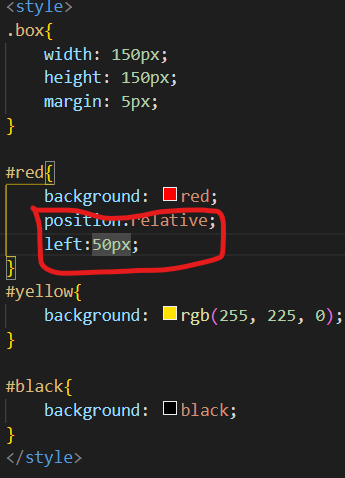 <style>
.box{
width: 150px;
height: 150px;
margin: 5px;
}
#red{
background: red;
position:relative;
left:50px;
}
#yellow{
background: rgb(255, 225, 0);
}
#black{
background: black;
}
</style>